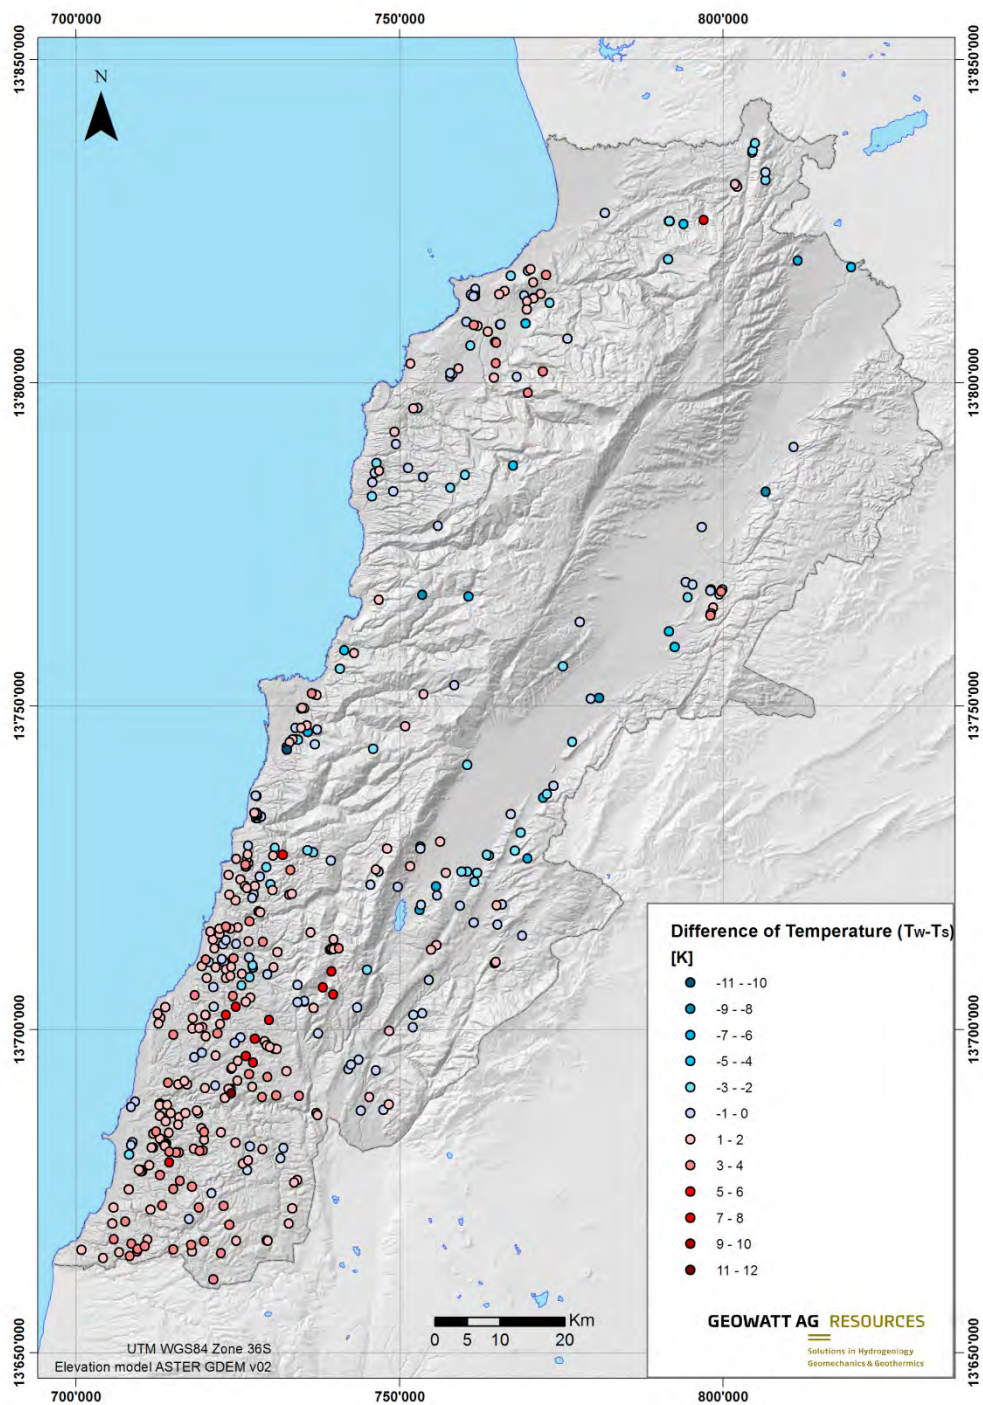 700'000 750'000 800'000
13'850'000 13'850'000
N
13'800'000 13'800'000
13'750'000 13'750'000
13'700'000 13'700'000
13'650'000 13'650'000
Difference of Temperature (Tw-Ts)
[K]
-11 - -10
-9 - -8
-7 - -6
-5 - -4
-3 - -2
-1 - 0
1 - 2
3 - 4
5 - 6
7 - 8
9 - 10
11 - 12
Km
0 5 10 20
GEOWATT AG RESOURCES
Solutions in Hydrogeology
Geomechanics & Geothermics
UTM WGS84 Zone 36S
Elevation model ASTER GDEM v02
700'000 750'000 800'000